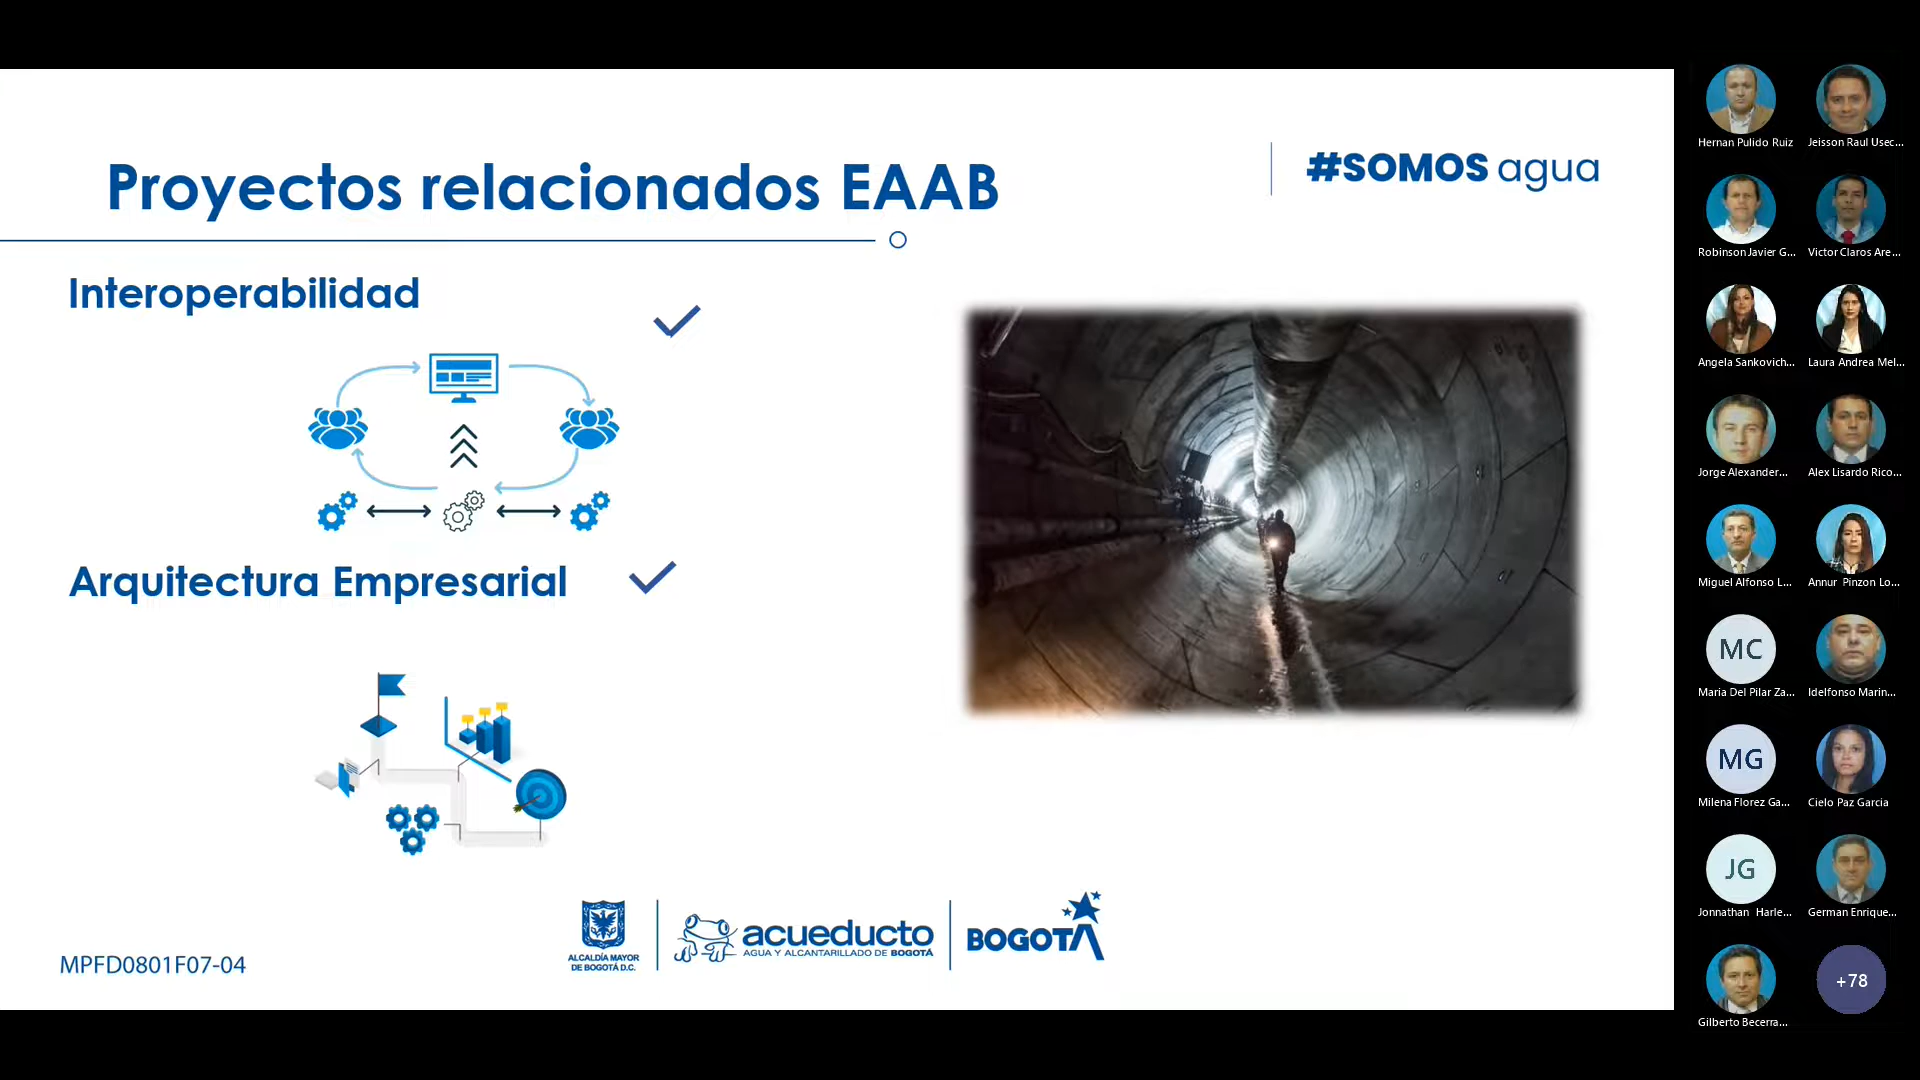 Proyectos relacionados EAAB
#SOMOS agua
Interoperabilidad
Arquitectura Empresarial
MPFD0801F07-04
ALCALDÍA MAYOR
DE BOGOTÁ D.C.
acueducto
AGUA Y ALCANTARILLADO DE BOGOTÁ
BOGOTÁ
Hernan Pulido Ruiz
Jeisson Raul Usec...
Robinson Javier G...
Victor Claros Are...
Angela Sankovich...
Laura Andrea Mel...
Jorge Alexander...
Alex Lisardo Rico...
Miguel Alfonso L...
Annur Pinzon Lo...
MC
Maria Del Pilar Za...
Idelfonso Marin...
MG
Milena Florez Ga...
Cielo Paz Garcia
JG
Jonnathan Harle...
German Enrique...
Gilberto Becerra...
+78